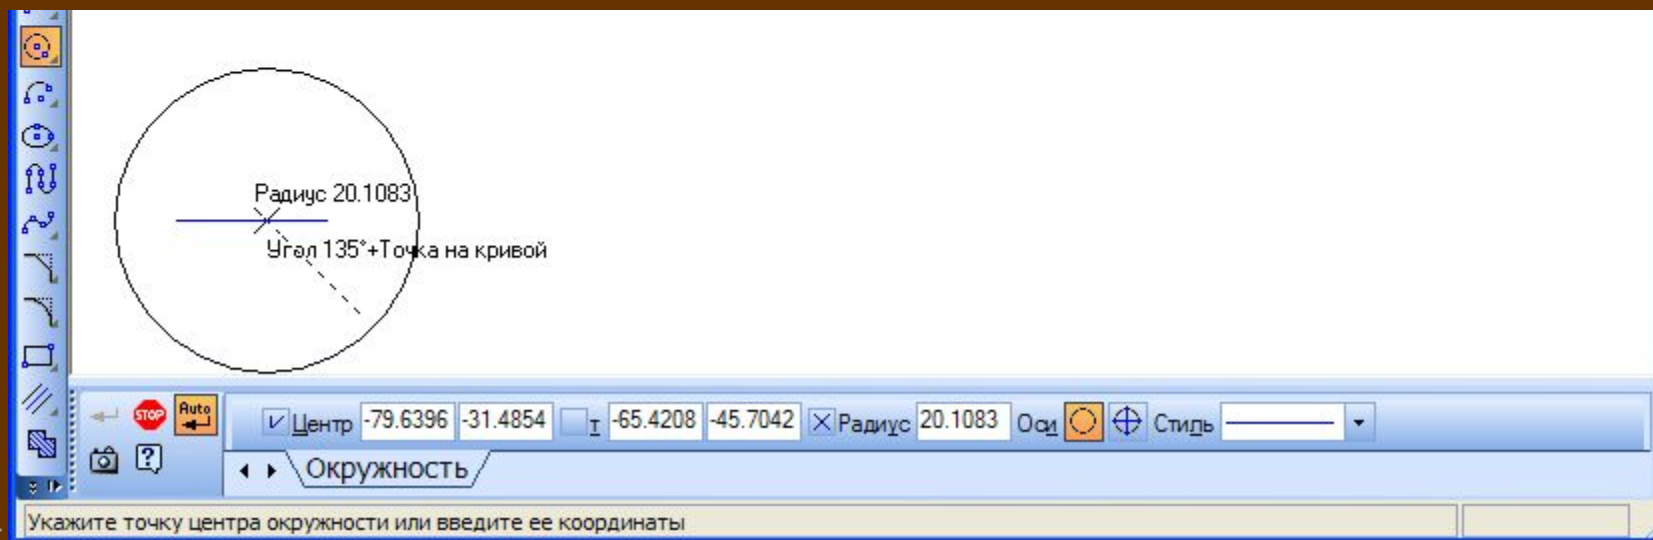 Радиус 20.1083
Угол 135°+Точка на кривой
STOP Auto
Центр -79.6396 -31.4854 т -65.4208 -45.7042 Радиус 20.1083 Оси Стиль
?
Окружность
Укажите точку центра окружности или введите ее координаты